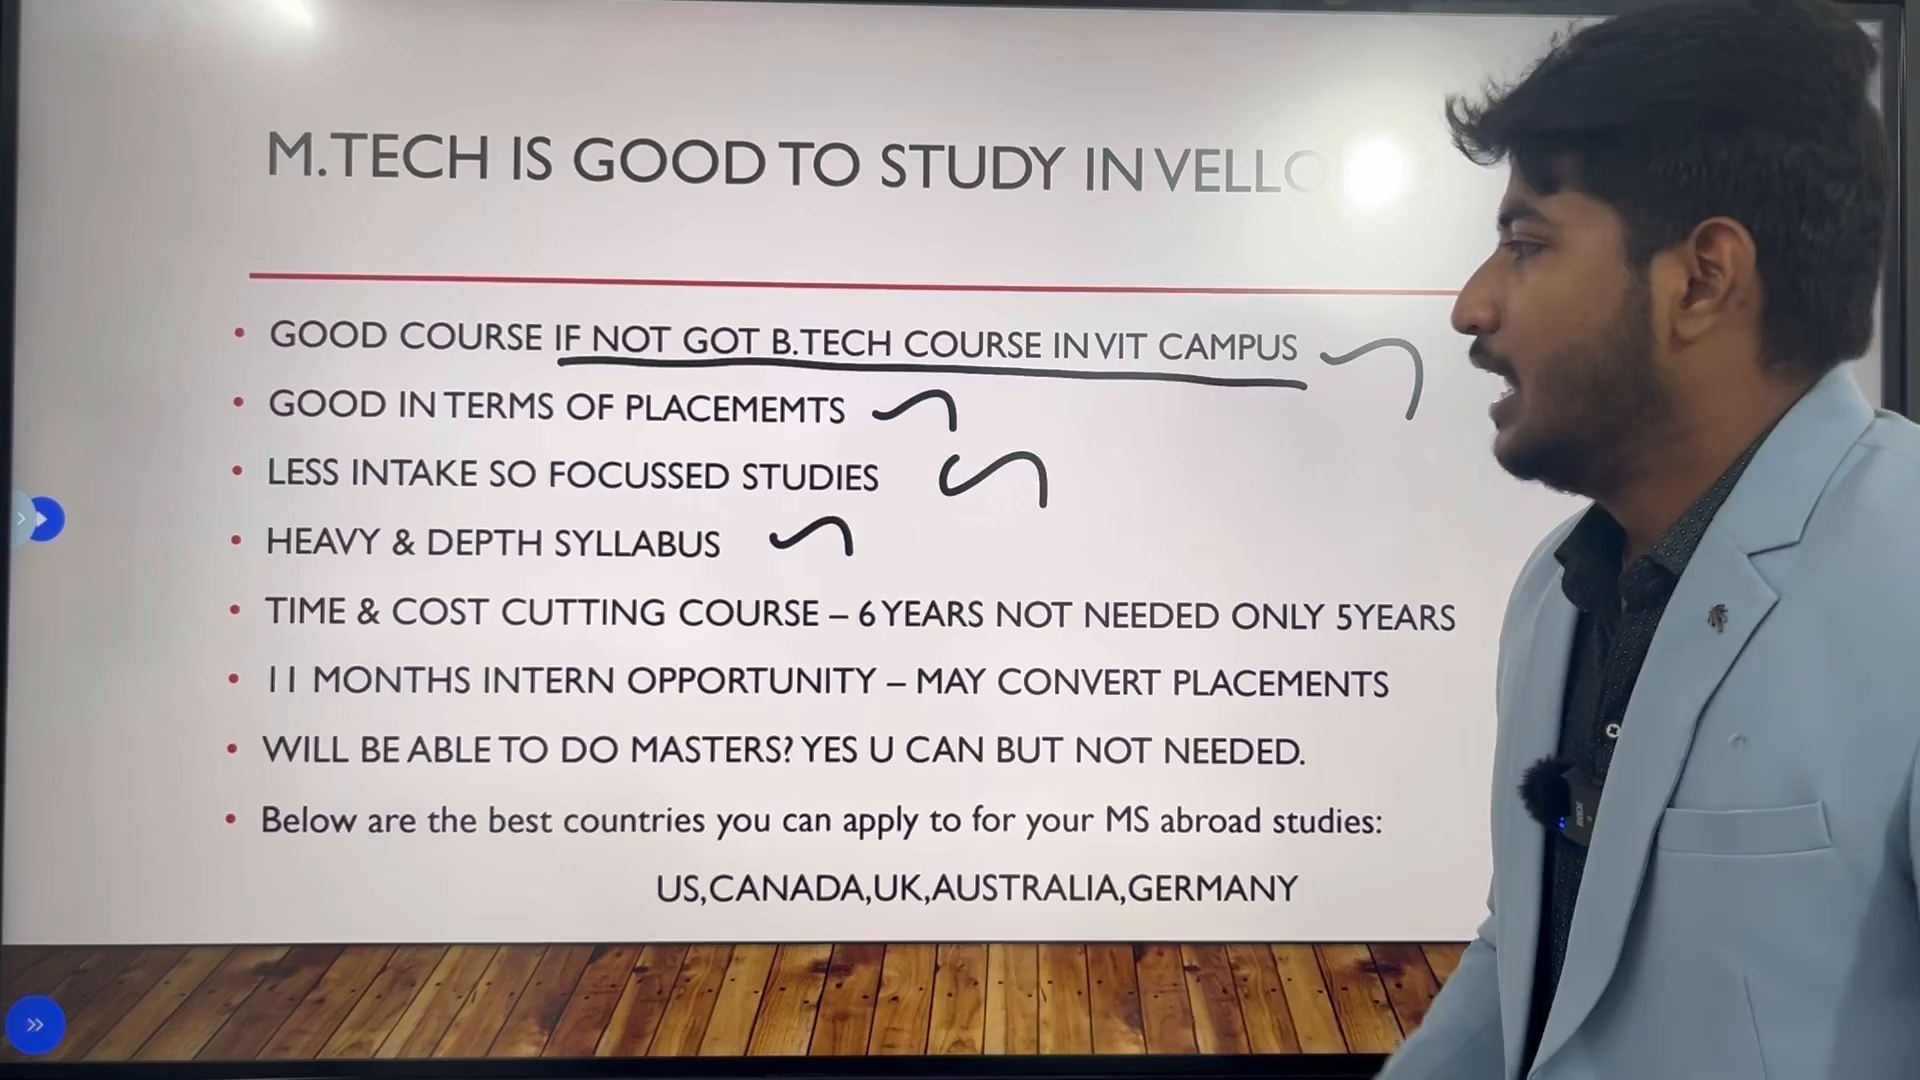 M.TECH IS GOOD TO STUDY IN
GOOD COURSE IF NOT GOT B.TECH COURSE IN VIT CAMPUS
GOOD IN TERMS OF PLACEMEMTS
LESS INTAKE SO FOCUSSED STUDIES
HEAVY & DEPTH SYLLABUS
TIME & COST CUTTING COURSE – 6 YEARS NOT NEEDED ONLY 5YEARS
11 MONTHS INTERN OPPORTUNITY – MAY CONVERT PLACEMENTS
WILL BE ABLE TO DO MASTERS? YES U CAN BUT NOT NEEDED.
Below are the best countries you can apply to for your MS abroad studies:
US,CANADA,UK,AUSTRALIA,GERMANY